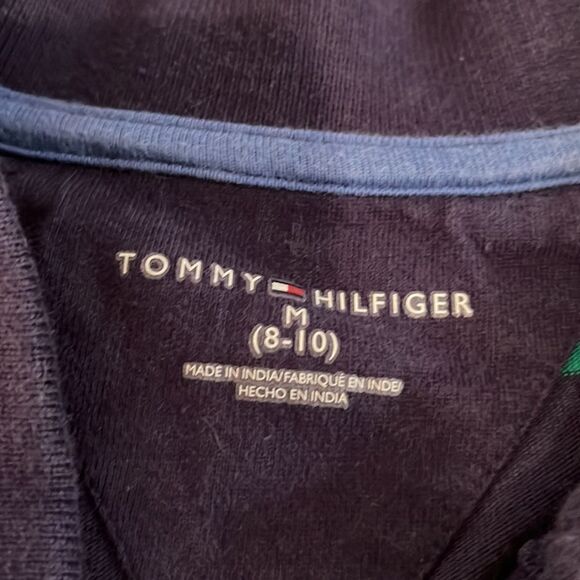 TOMMY HILFIGER
M
(8-10)
MADE IN INDIA/FABRIQUÉ EN INDE/
HECHO EN INDIA